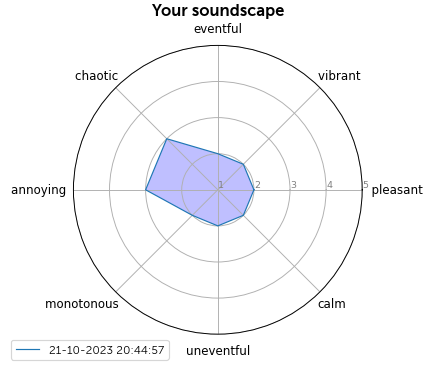 Your soundscape
eventful
chaotic
vibrant
annoying
1 2 3 4 5
pleasant
monotonous
calm
uneventful
21-10-2023 20:44:57